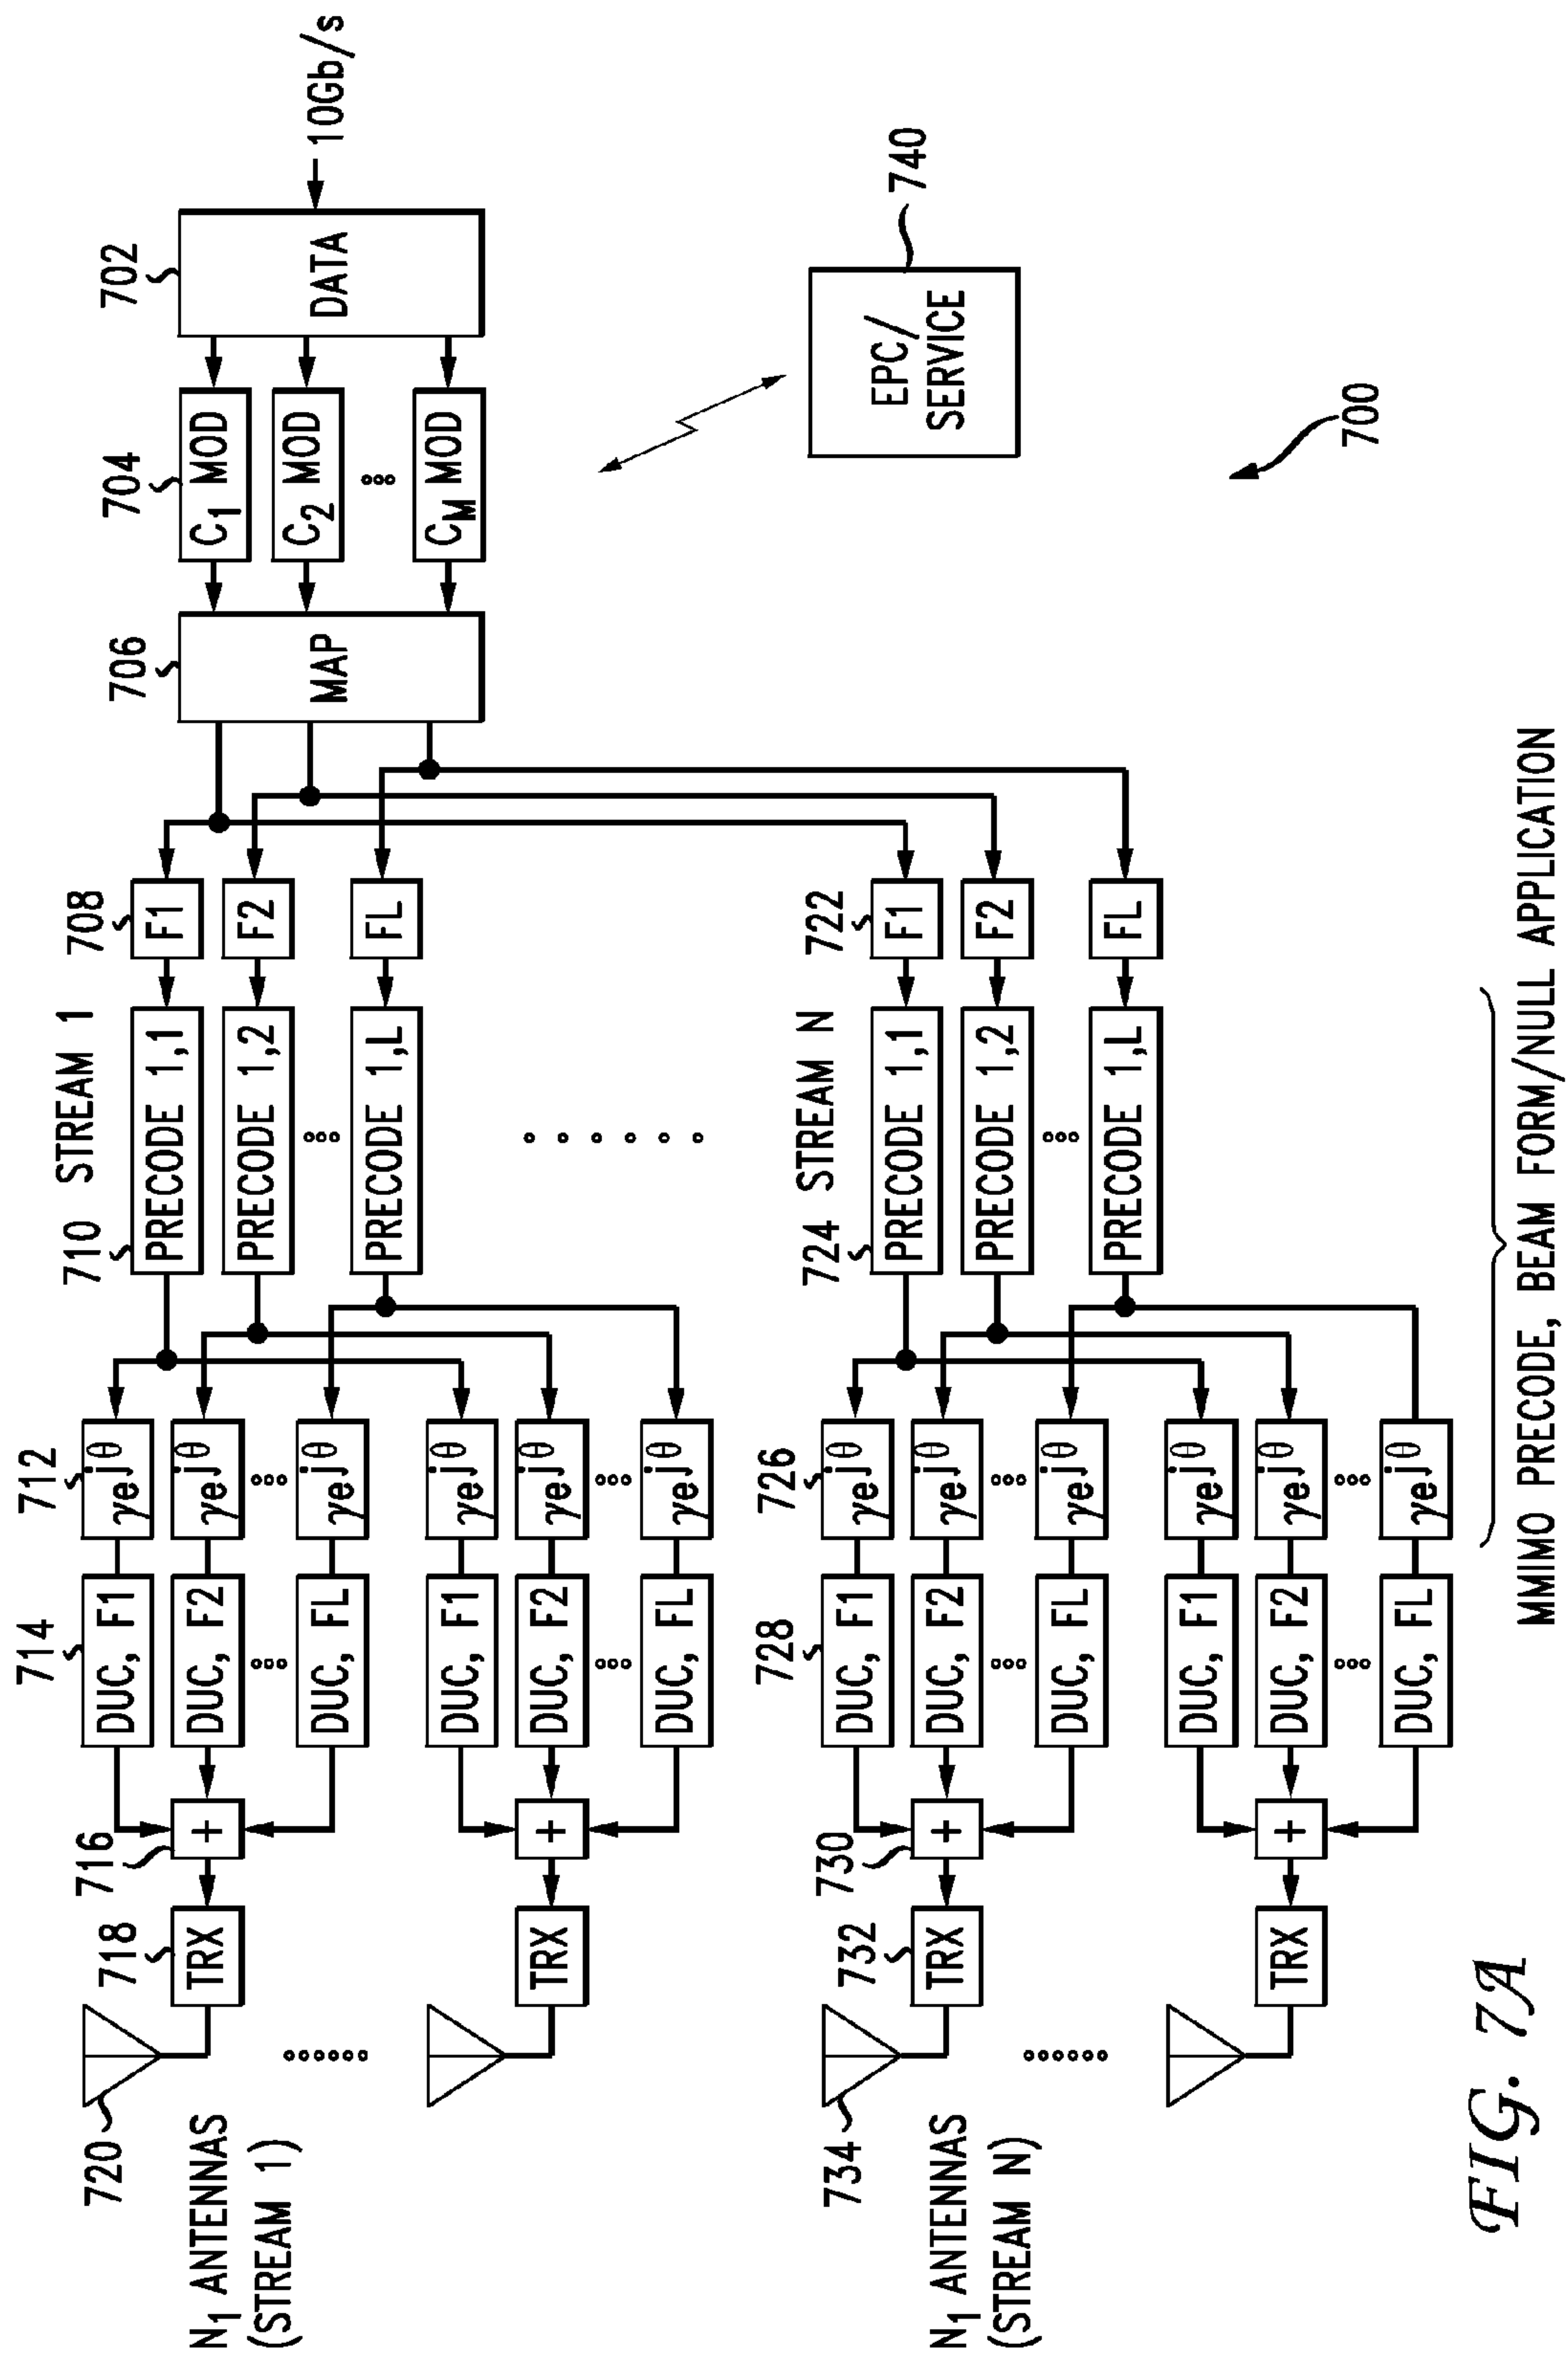 N1 ANTENNAS
(STREAM 1)
720
718
TRX
716
+
714
DUC, F1
DUC, F2
DUC, FL
712
γejθ
γejθ
γejθ
TRX
+
DUC, F1
DUC, F2
DUC, FL
γejθ
γejθ
γejθ
710 STREAM 1
PRECODE 1,1
PRECODE 1,2
PRECODE 1,L
708
F1
F2
FL
706
MAP
704
C1 MOD
C2 MOD
CM MOD
702
DATA
10Gb/s
N1 ANTENNAS
(STREAM N)
734
732
TRX
730
+
728
DUC, F1
DUC, F2
DUC, FL
726
γejθ
γejθ
γejθ
TRX
+
DUC, F1
DUC, F2
DUC, FL
γejθ
γejθ
γejθ
724 STREAM N
PRECODE 1,1
PRECODE 1,2
PRECODE 1,L
722
F1
F2
FL
EPC/
SERVICE
740
700
MMIMO PRECODE, BEAM FORM/NULL APPLICATION
FIG. 7A